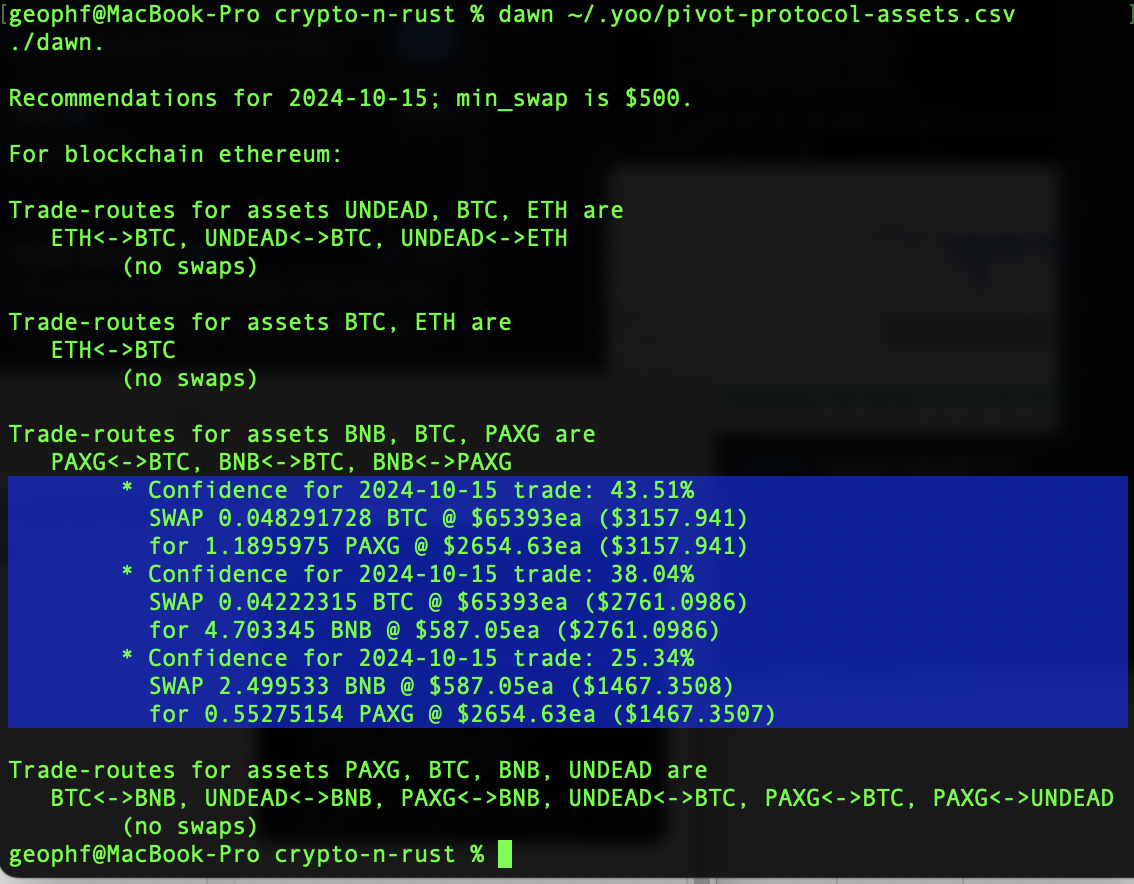 [geophf@MacBook-Pro crypto-n-rust % dawn ~/.yoo/pivot-protocol-assets.csv ]
./dawn.
Recommendations for 2024-10-15; min_swap is $500.
For blockchain ethereum:
Trade-routes for assets UNDEAD, BTC, ETH are
ETH<->BTC, UNDEAD<->BTC, UNDEAD<->ETH
(no swaps)
Trade-routes for assets BTC, ETH are
ETH<->BTC
(no swaps)
Trade-routes for assets BNB, BTC, PAXG are
PAXG<->BTC, BNB<->BTC, BNB<->PAXG
* Confidence for 2024-10-15 trade: 43.51%
SWAP 0.048291728 BTC @ $65393ea ($3157.941)
for 1.1895975 PAXG @ $2654.63ea ($3157.941)
* Confidence for 2024-10-15 trade: 38.04%
SWAP 0.04222315 BTC @ $65393ea ($2761.0986)
for 4.703345 BNB @ $587.05ea ($2761.0986)
* Confidence for 2024-10-15 trade: 25.34%
SWAP 2.499533 BNB @ $587.05ea ($1467.3508)
for 0.55275154 PAXG @ $2654.63ea ($1467.3507)
Trade-routes for assets PAXG, BTC, BNB, UNDEAD are
BTC<->BNB, UNDEAD<->BNB, PAXG<->BNB, UNDEAD<->BTC, PAXG<->BTC, PAXG<->UNDEAD
(no swaps)
geophf@MacBook-Pro crypto-n-rust %